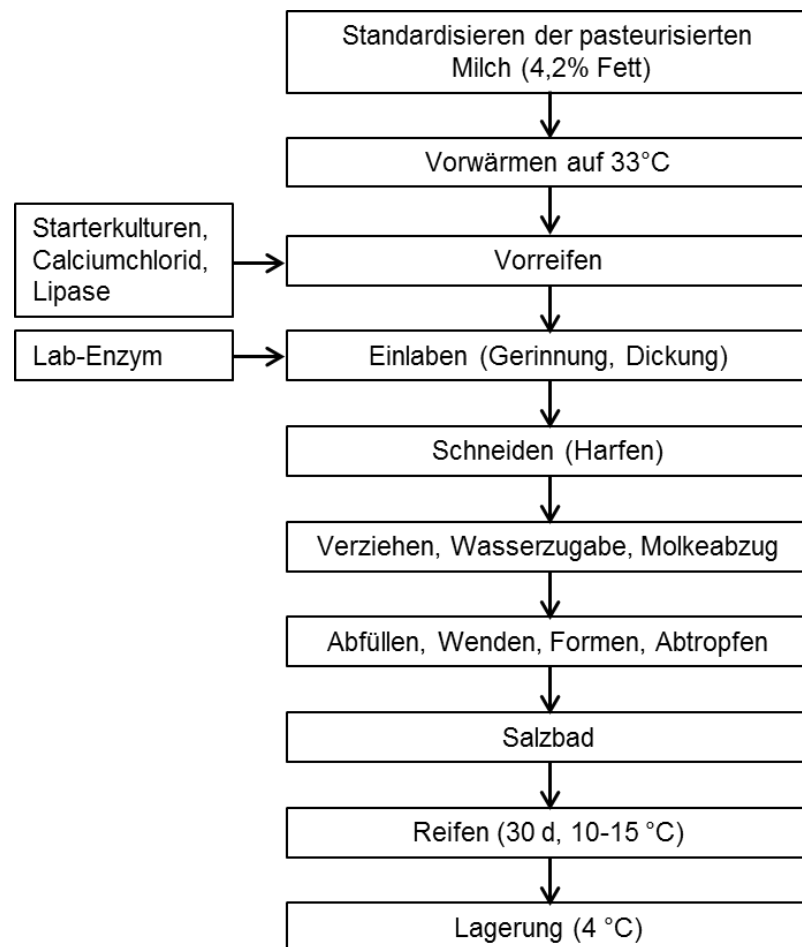 Standardisieren der pasteurisierten
Milch (4,2% Fett)
Vorwärmen auf 33°C
Starterkulturen,
Calciumchlorid,
Lipase
Vorreifen
Lab-Enzym
Einlaben (Gerinnung, Dickung)
Schneiden (Harfen)
Verziehen, Wasserzugabe, Molkeabzug
Abfüllen, Wenden, Formen, Abtropfen
Salzbad
Reifen (30 d, 10-15 °C)
Lagerung (4 °C)